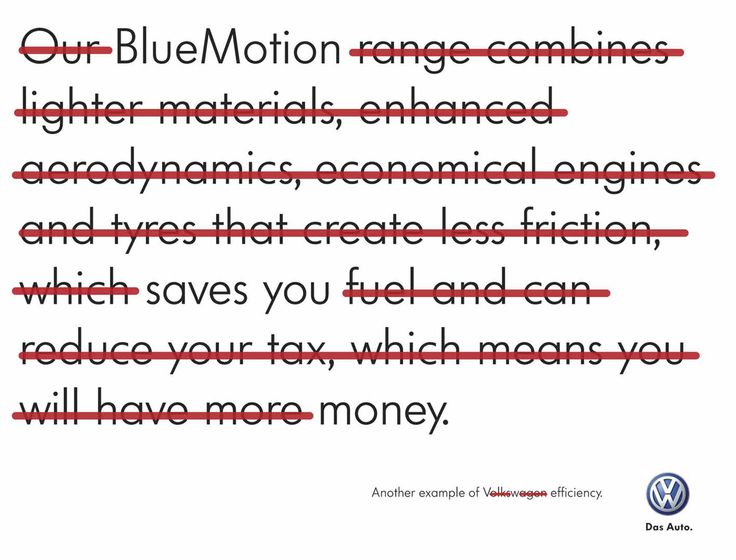 Our BlueMotion range combines
lighter materials, enhanced
aerodynamics, economical engines
and tyres that create less friction,
which saves you fuel and can
reduce your tax, which means you
will have more money.
Another example of Volkswagen efficiency.
Das Auto.